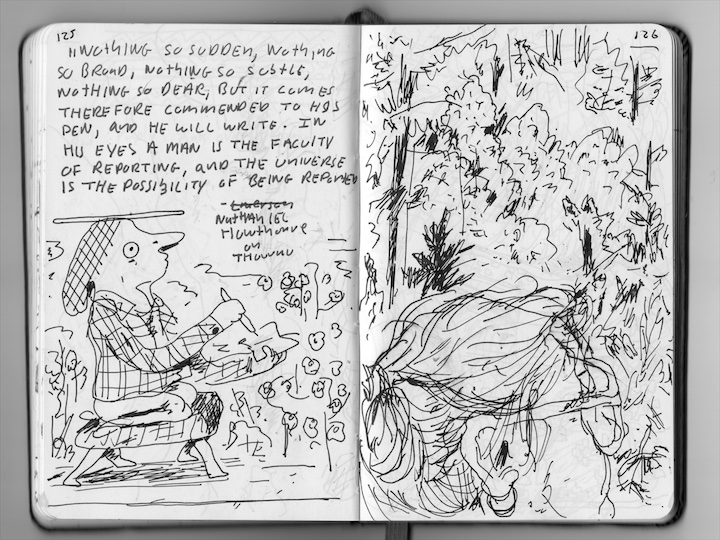 125
"NOTHING SO SUDDEN, NOTHING
SO BROAD, NOTHING SO SUBTLE,
NOTHING SO DEAR, BUT IT COMES
THEREFORE COMMENDED TO HIS
PEN, AND HE WILL WRITE. IN
HIS EYES A MAN IS THE FACULTY
OF REPORTING, AND THE UNIVERSE
IS THE POSSIBILITY OF BEING REPORTED
- Emerson
NATHANIEL
HAWTHORNE
ON
THOREAU
126